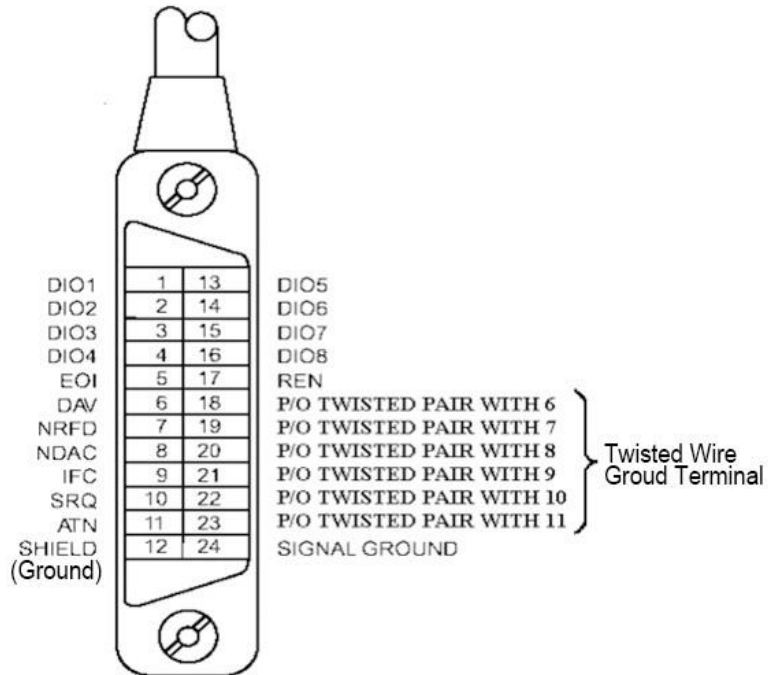 DIO1 1 13 DIO5
DIO2 2 14 DIO6
DIO3 3 15 DIO7
DIO4 4 16 DIO8
EOI 5 17 REN
DAV 6 18 P/O TWISTED PAIR WITH 6
NRFD 7 19 P/O TWISTED PAIR WITH 7
NDAC 8 20 P/O TWISTED PAIR WITH 8
IFC 9 21 P/O TWISTED PAIR WITH 9
SRQ 10 22 P/O TWISTED PAIR WITH 10
ATN 11 23 P/O TWISTED PAIR WITH 11
SHIELD 12 24 SIGNAL GROUND
(Ground)
Twisted Wire
Groud Terminal